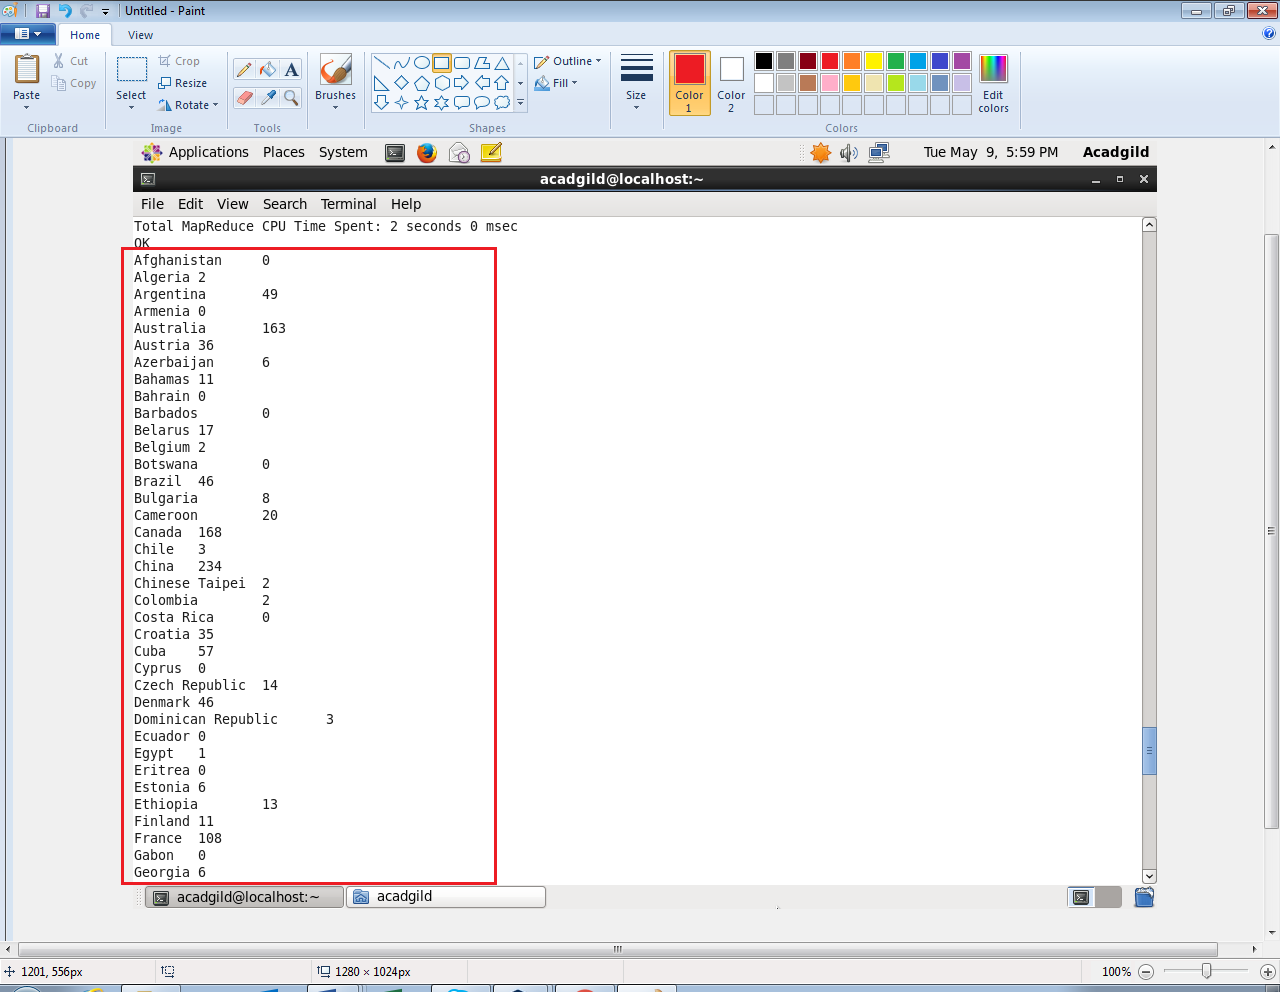 Untitled - Paint
Home
View
Paste
Cut
Copy
Clipboard
Select
Crop
Resize
Rotate
Image
A
Tools
Brushes
Outline
Fill
Shapes
Size
Color 1
Color 2
Edit colors
Colors
Applications Places System
Tue May 9, 5:59 PM Acadgild
acadgild@localhost:~
File Edit View Search Terminal Help
Total MapReduce CPU Time Spent: 2 seconds 0 msec
OK
Afghanistan 0
Algeria 2
Argentina 49
Armenia 0
Australia 163
Austria 36
Azerbaijan 6
Bahamas 11
Bahrain 0
Barbados 0
Belarus 17
Belgium 2
Botswana 0
Brazil 46
Bulgaria 8
Cameroon 20
Canada 168
Chile 3
China 234
Chinese Taipei 2
Colombia 2
Costa Rica 0
Croatia 35
Cuba 57
Cyprus 0
Czech Republic 14
Denmark 46
Dominican Republic 3
Ecuador 0
Egypt 1
Eritrea 0
Estonia 6
Ethiopia 13
Finland 11
France 108
Gabon 0
Georgia 6
acadgild@localhost:~ acadgild
1201, 556px
1280 × 1024px
100%